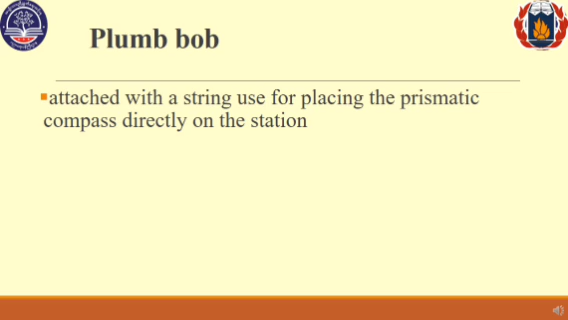 Plumb bob
▪attached with a string use for placing the prismatic
compass directly on the station